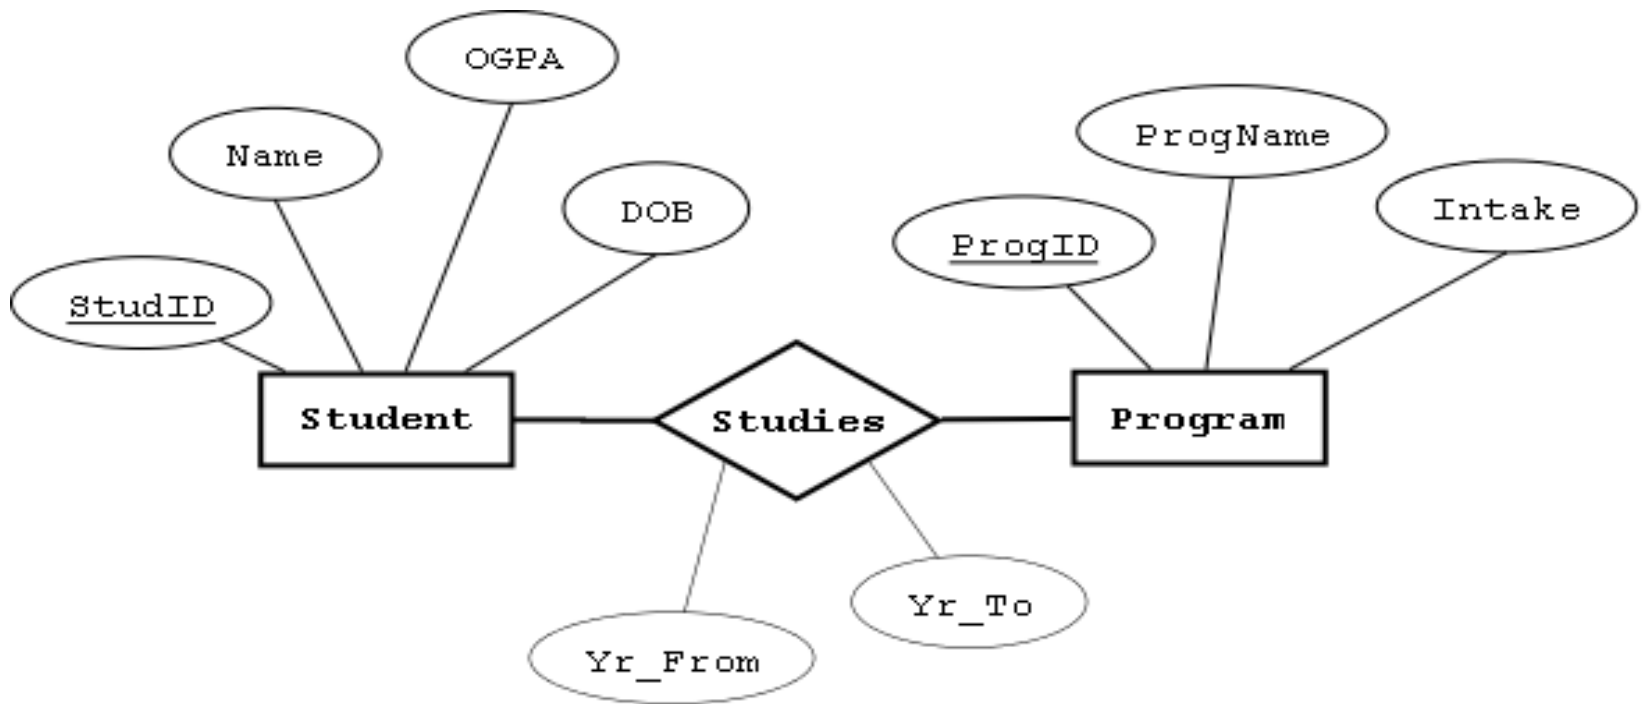 OGPA
Name
DOB
StudID
ProgName
ProgID
Intake
Student
Studies
Program
Yr_From
Yr_To